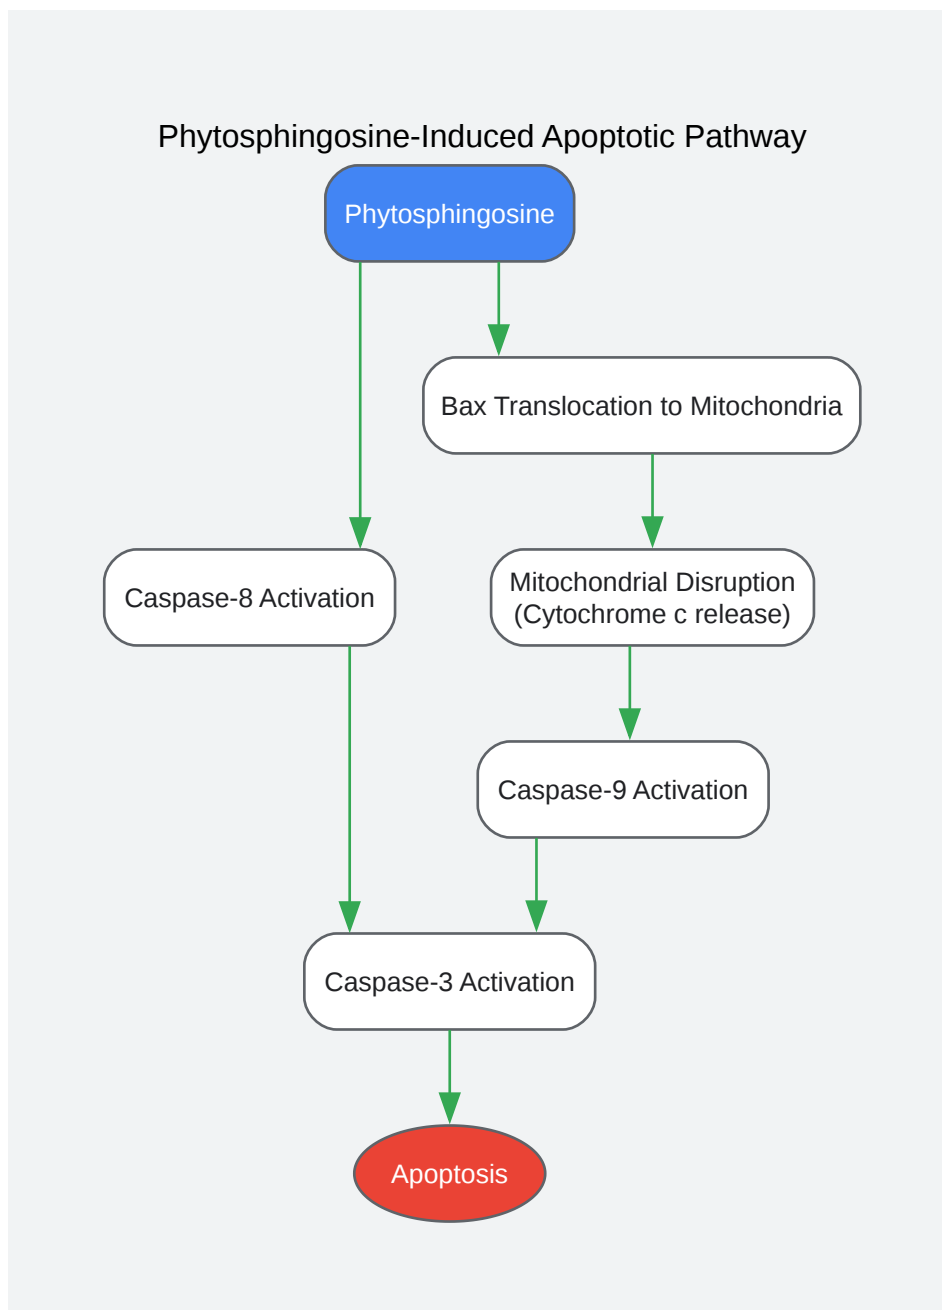 Phytosphingosine-Induced Apoptotic Pathway
Phytosphingosine
Bax Translocation to Mitochondria
Caspase-8 Activation
Mitochondrial Disruption
(Cytochrome c release)
Caspase-9 Activation
Caspase-3 Activation
Apoptosis